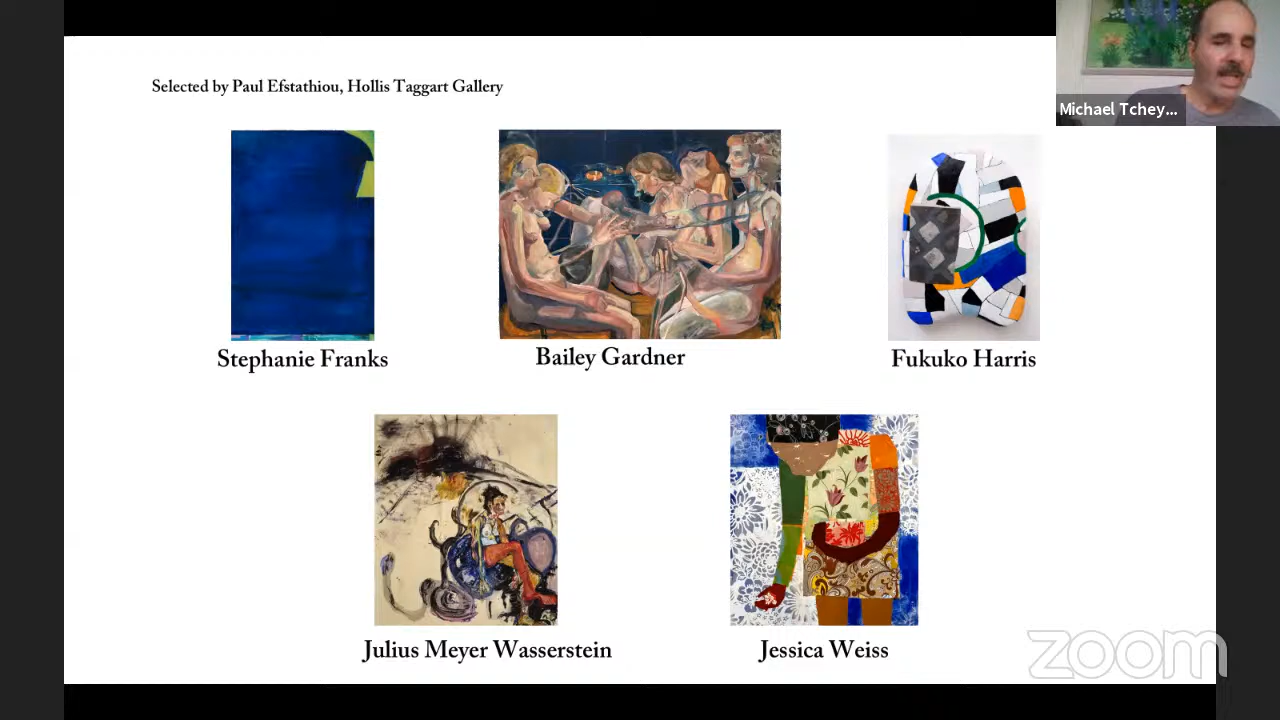 Selected by Paul Efstathiou, Hollis Taggart Gallery
Michael Tchey...
Stephanie Franks
Bailey Gardner
Fukuko Harris
Julius Meyer Wasserstein
Jessica Weiss
zoom